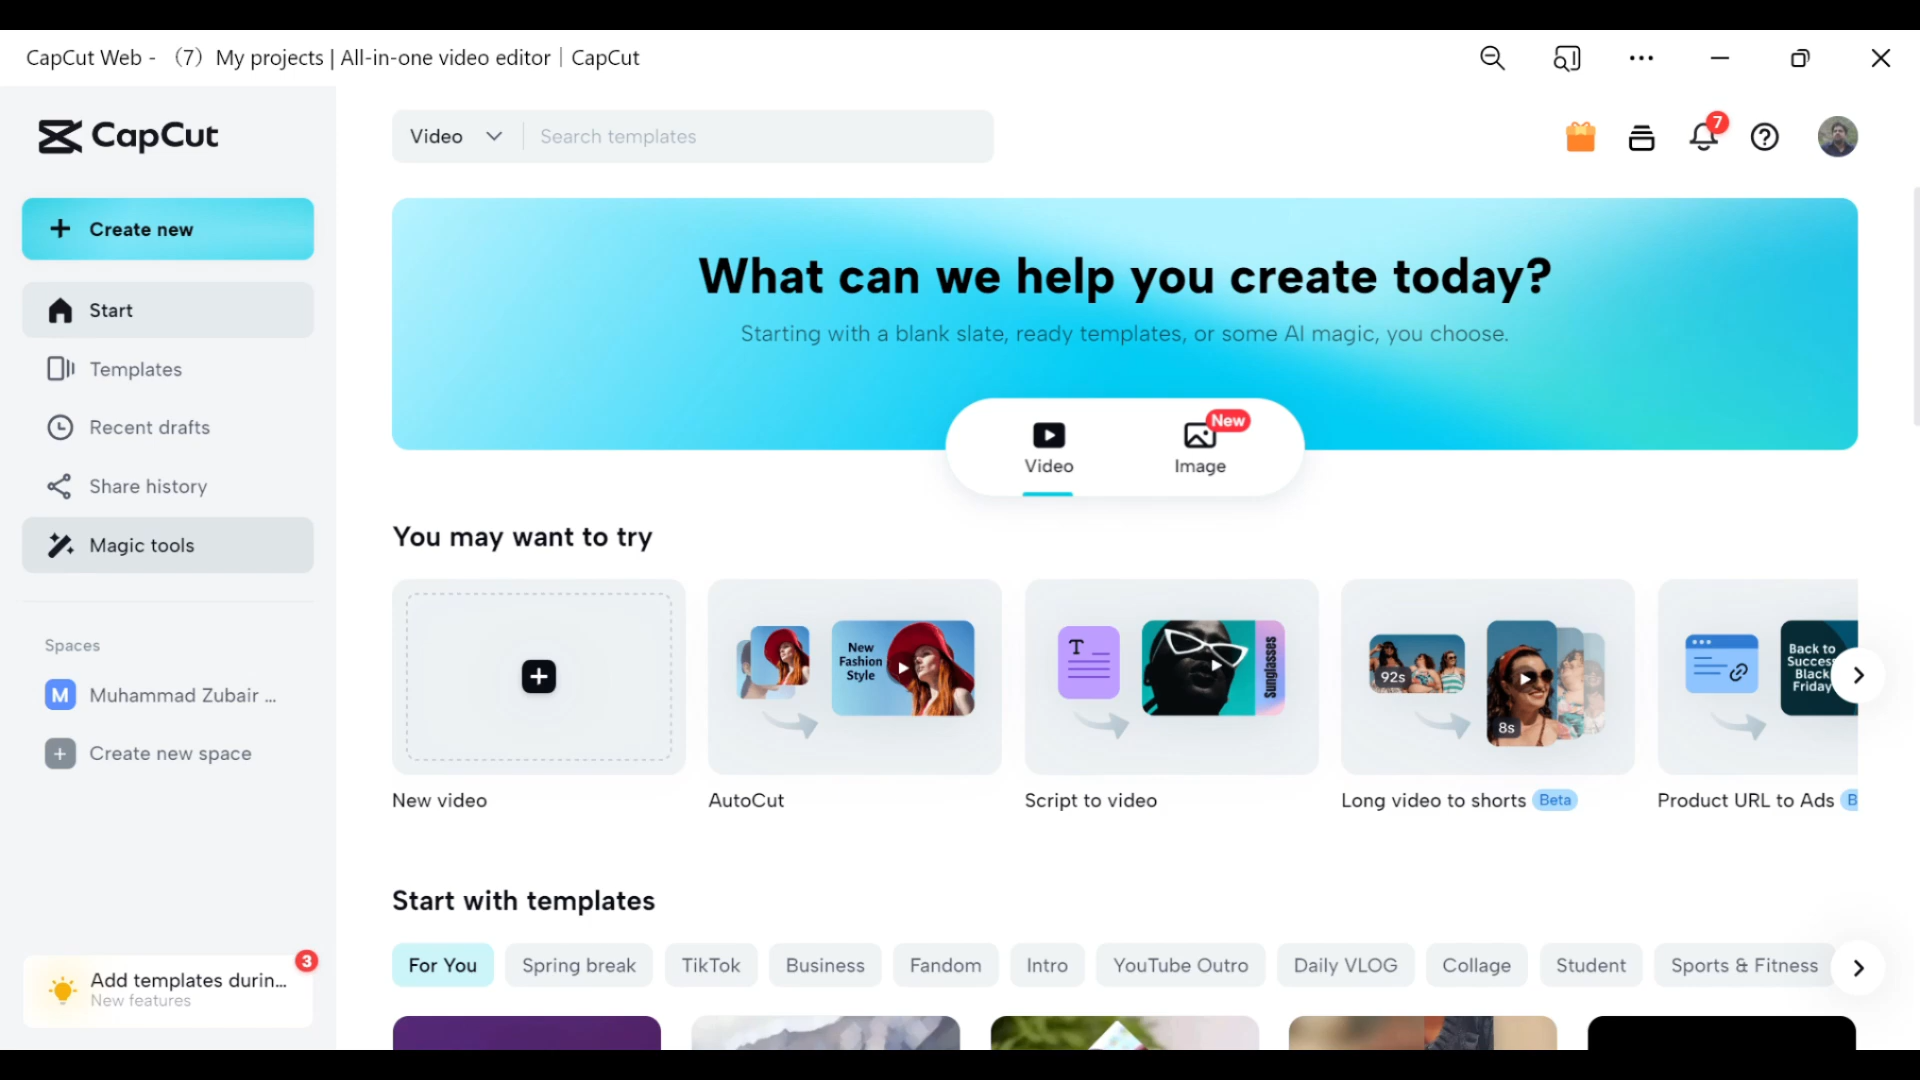 CapCut Web - (7) My projects | All-in-one video editor | CapCut
CapCut
Video
Search templates
7
Create new
Start
Templates
Recent drafts
Share history
Magic tools
Spaces
M Muhammad Zubair ...
Create new space
3
Add templates durin...
New features
What can we help you create today?
Starting with a blank slate, ready templates, or some AI magic, you choose.
Video
Image
New
You may want to try
New
Fashion
Style
T
Sunglasses
92s
8s
Back to
Succes
Black
Friday
New video
AutoCut
Script to video
Long video to shorts Beta
Product URL to Ads B
Start with templates
For You
Spring break
TikTok
Business
Fandom
Intro
YouTube Outro
Daily VLOG
Collage
Student
Sports & Fitness